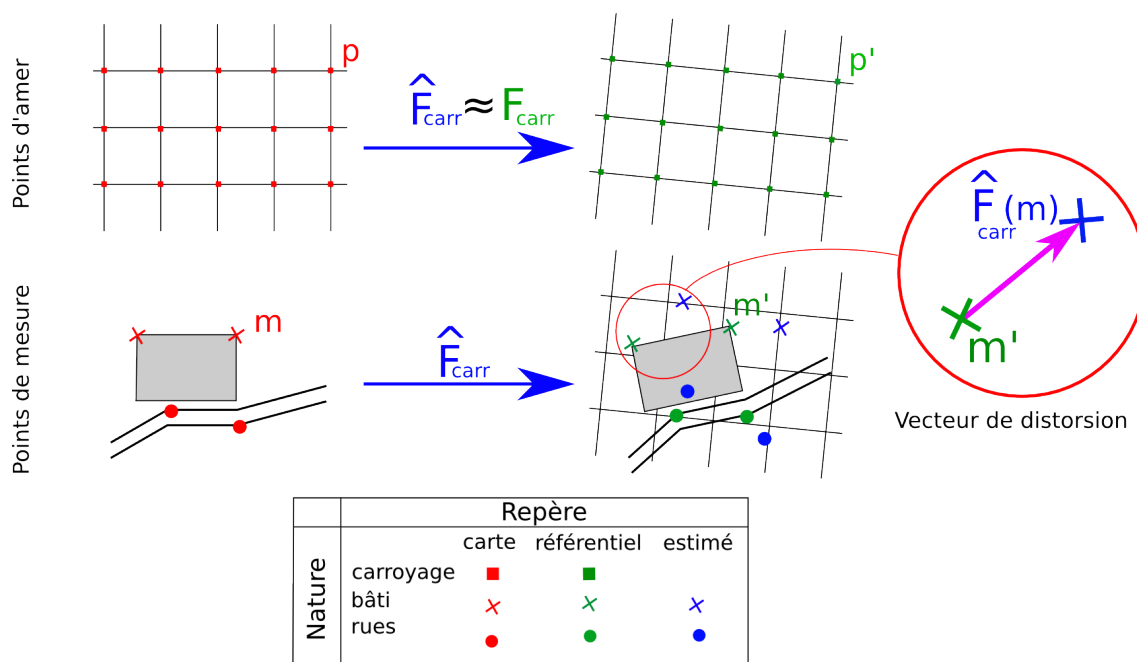 Points d'amer
p
F̂carr ≈ Fcarr
p'
Points de mesure
m
F̂carr
m'
F̂carr(m)
m'
Vecteur de distorsion
Repère
carte référentiel estimé
Nature
carroyage
bâti
rues